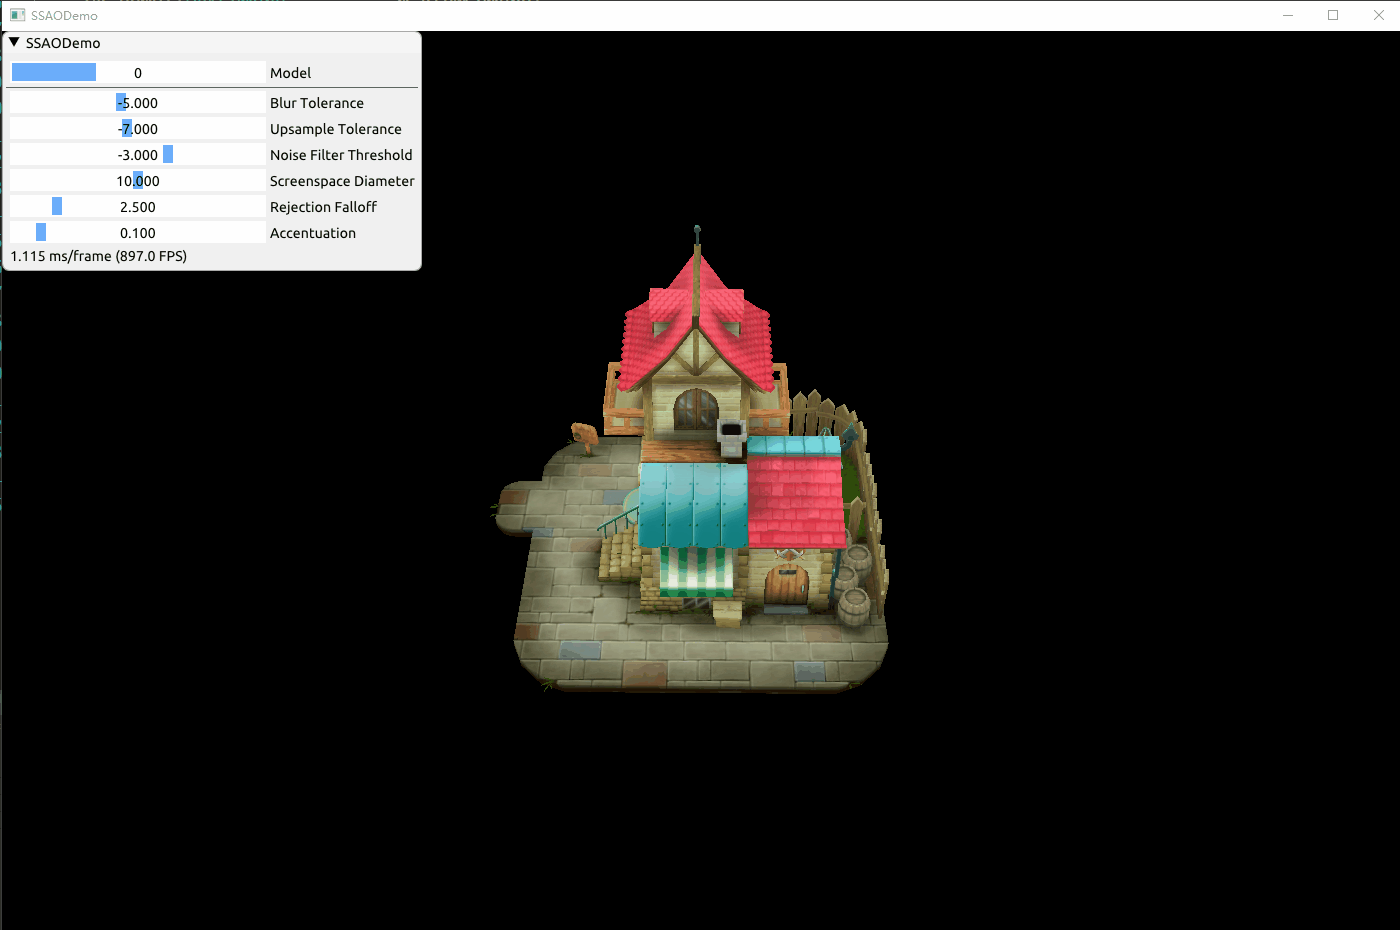 SSAODemo
SSAODemo
0 Model
-5.000 Blur Tolerance
-7.000 Upsample Tolerance
-3.000 Noise Filter Threshold
10.000 Screenspace Diameter
2.500 Rejection Falloff
0.100 Accentuation
1.115 ms/frame (897.0 FPS)